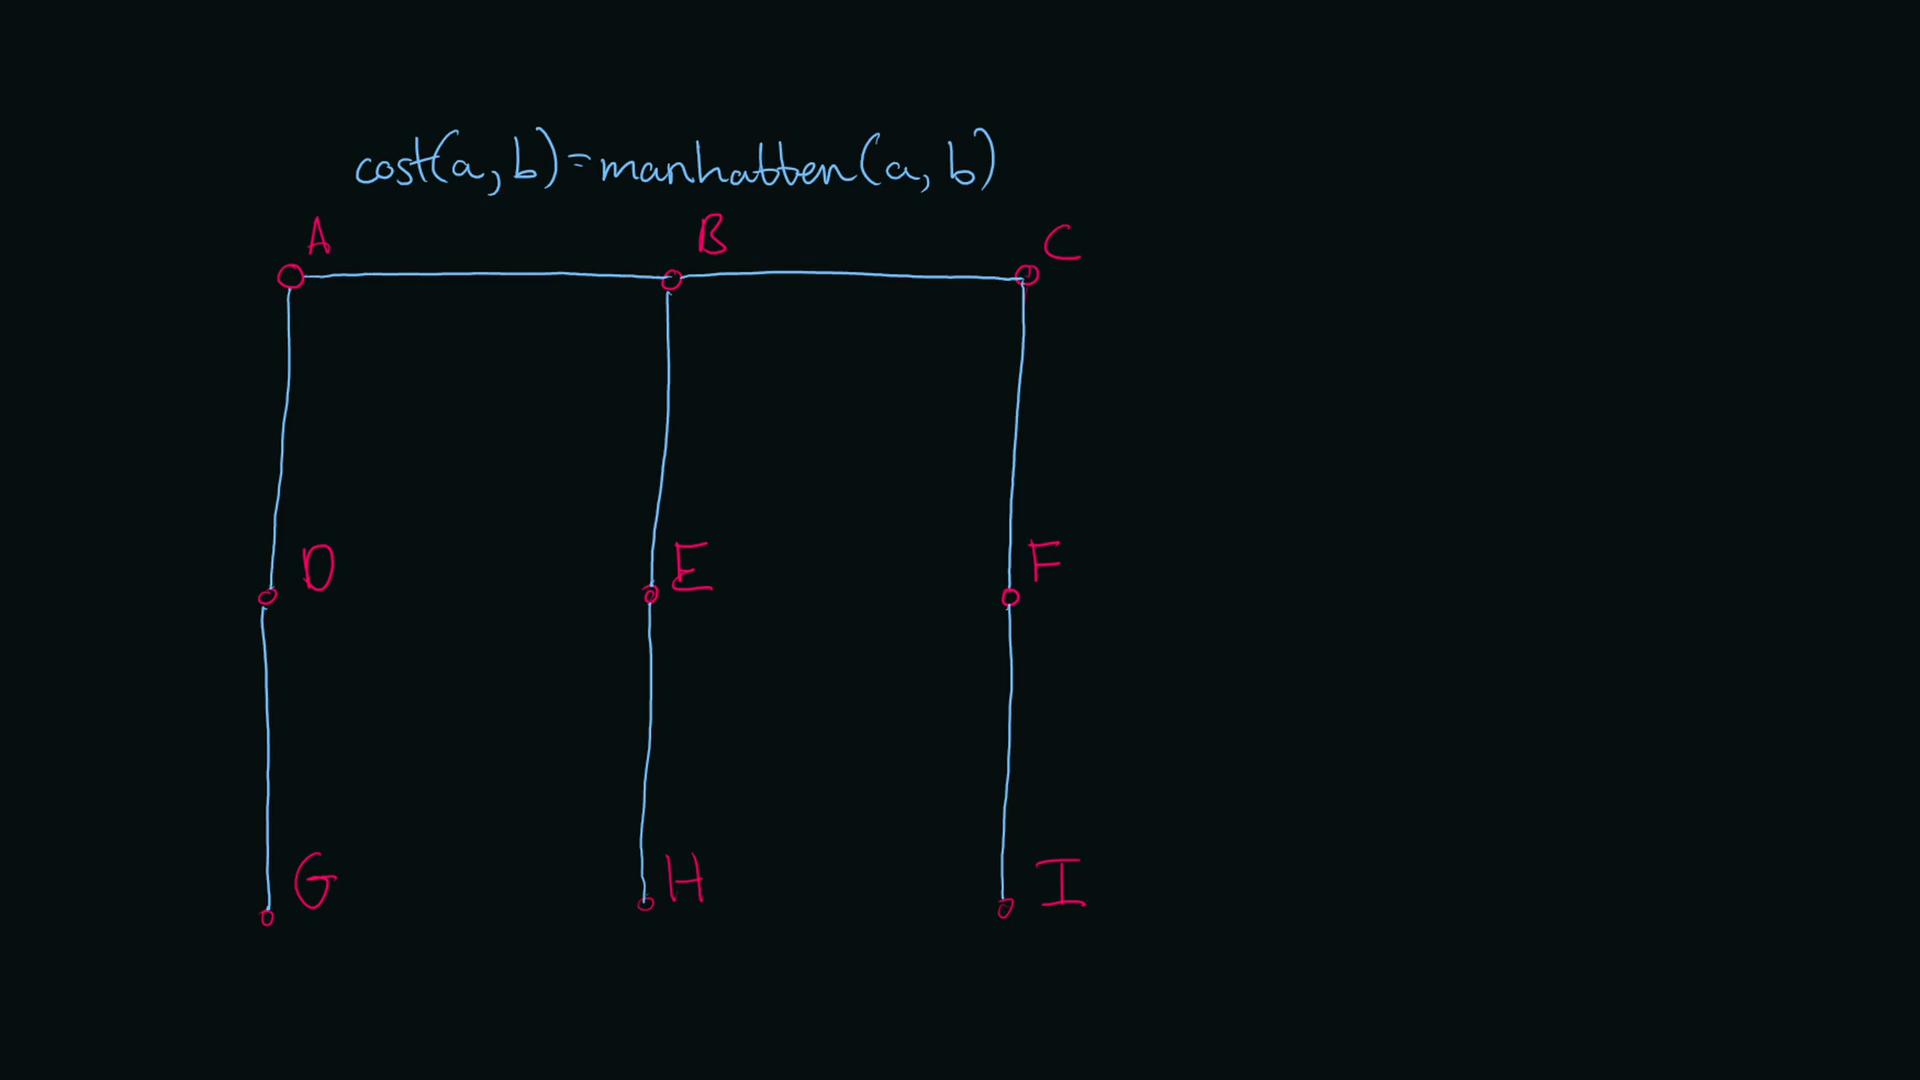 cost(a, b)=manhatten(a, b)
A B C
D E F
G H I